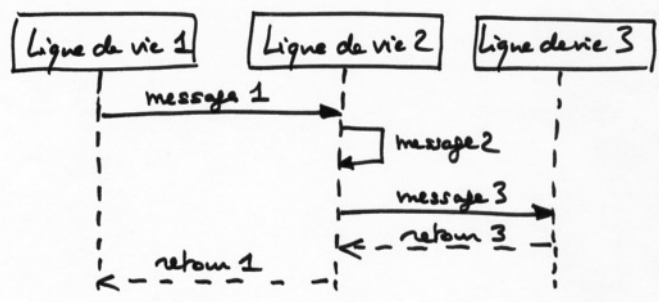 Ligne de vie 1
Ligne de vie 2
Ligne de vie 3
message 1
message 2
message 3
retour 3
retour 1